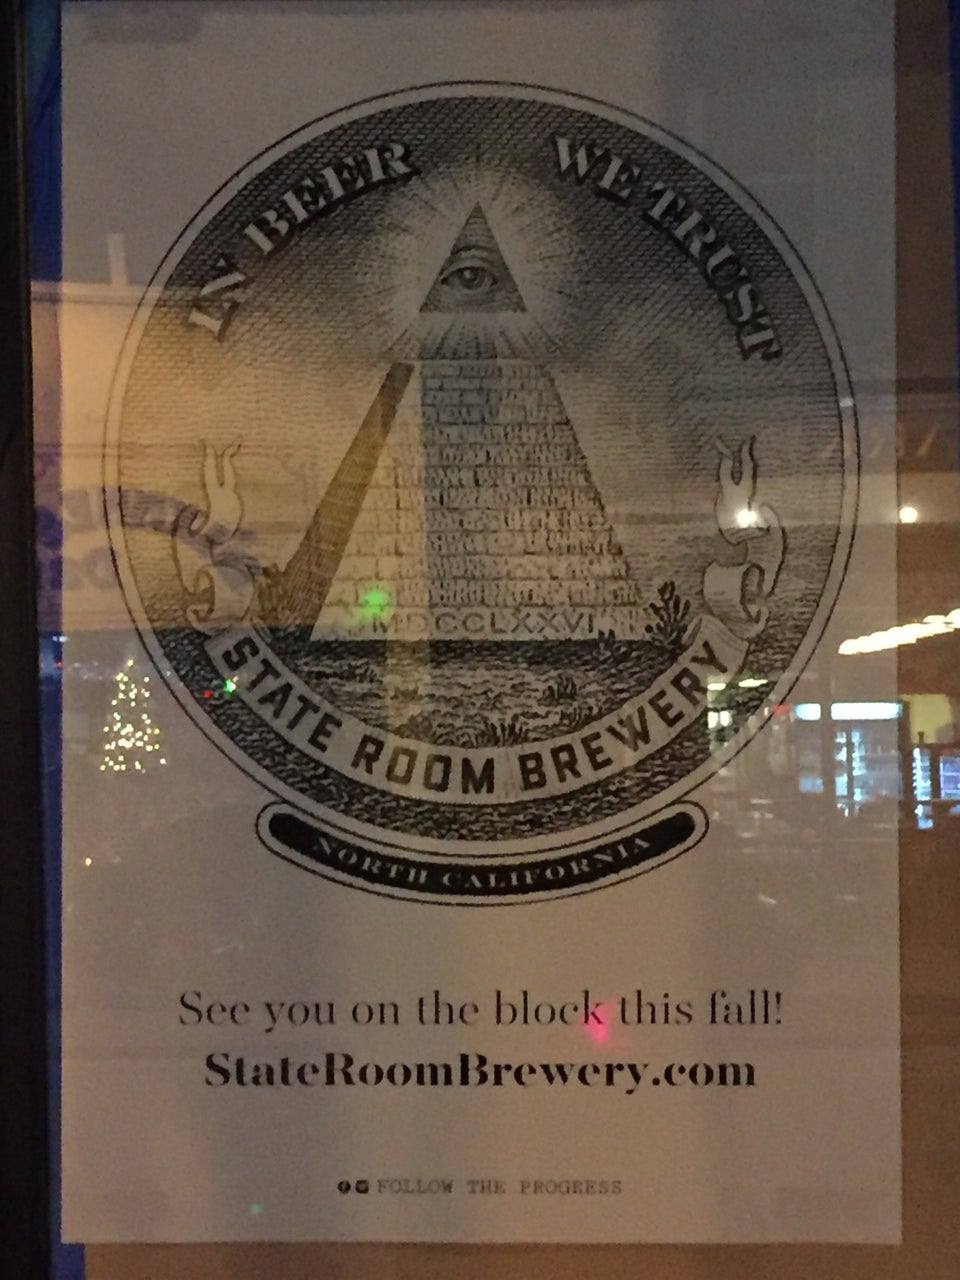 IN BEER WE TRUST
MDCCLXXVI
STATE ROOM BREWERY
NORTH CALIFORNIA
See you on the block this fall!
StateRoomBrewery.com
FOLLOW THE PROGRESS